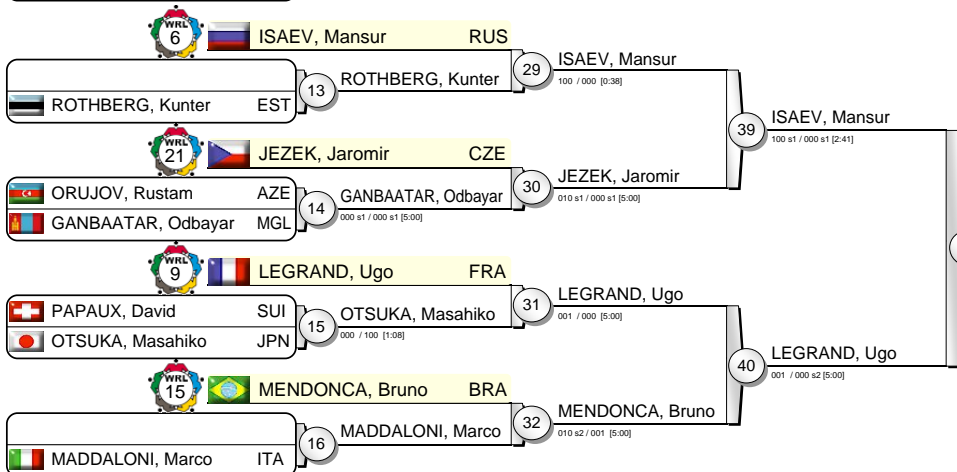 WRL
6
ISAEV, Mansur RUS
29
ISAEV, Mansur
100 / 000 [0:38]
13
ROTHBERG, Kunter
ROTHBERG, Kunter EST
39
ISAEV, Mansur
100 s1 / 000 s1 [2:41]
WRL
21
JEZEK, Jaromir CZE
30
JEZEK, Jaromir
010 s1 / 000 s1 [5:00]
ORUJOV, Rustam AZE
14
GANBAATAR, Odbayar
000 s1 / 000 s1 [5:00]
GANBAATAR, Odbayar MGL
WRL
9
LEGRAND, Ugo FRA
31
LEGRAND, Ugo
001 / 000 [5:00]
PAPAUX, David SUI
15
OTSUKA, Masahiko
000 / 100 [1:08]
OTSUKA, Masahiko JPN
40
LEGRAND, Ugo
001 / 000 s2 [5:00]
WRL
15
MENDONCA, Bruno BRA
32
MENDONCA, Bruno
010 s2 / 001 [5:00]
16
MADDALONI, Marco
MADDALONI, Marco ITA